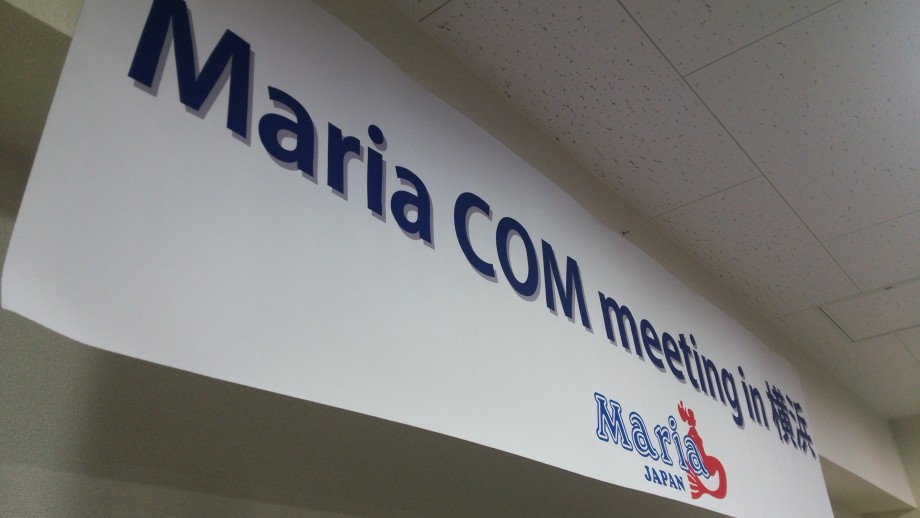 Maria COM meeting in 横浜
Maria
JAPAN